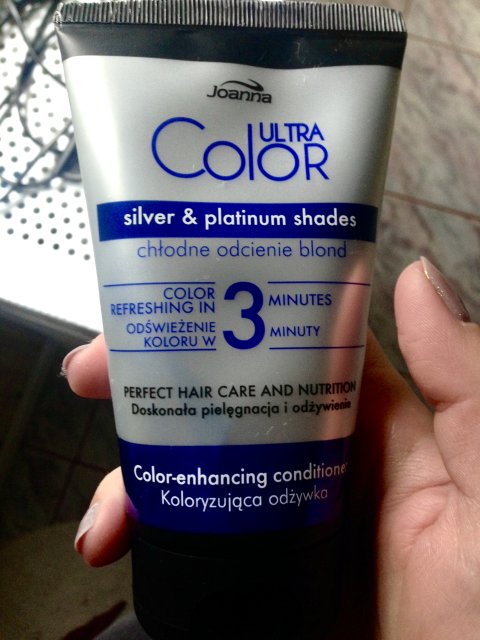 Joanna
ULTRA
Color
silver & platinum shades
chłodne odcienie blond
COLOR
REFRESHING IN
ODŚWIEŻENIE
KOLORU W
3
MINUTES
MINUTY
PERFECT HAIR CARE AND NUTRITION
Doskonała pielęgnacja i odżywienie
Color-enhancing conditioner
Koloryzująca odżywka